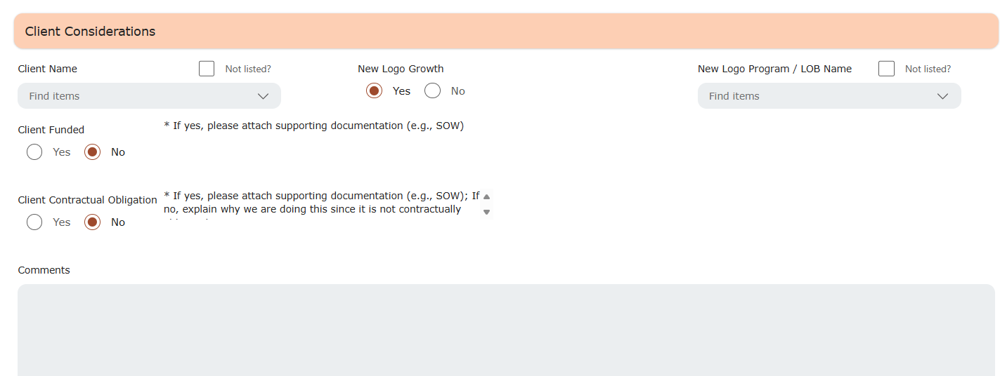 Client Considerations
Client Name
Not listed?
New Logo Growth
New Logo Program / LOB Name
Not listed?
Find items
Yes
No
Find items
Client Funded
* If yes, please attach supporting documentation (e.g., SOW)
Yes
No
Client Contractual Obligation
* If yes, please attach supporting documentation (e.g., SOW); If
no, explain why we are doing this since it is not contractually
Yes
No
Comments